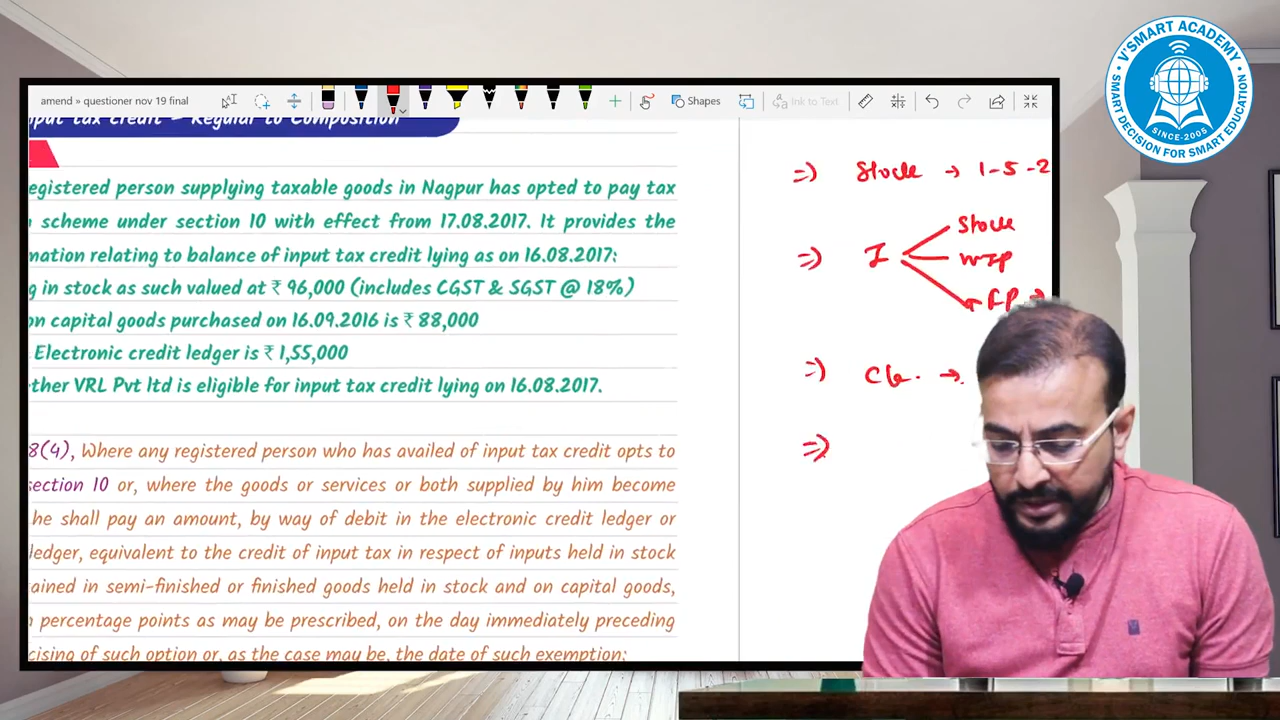 amend » questioner nov 19 final
Shapes
Ink to Text
input tax credit – Regular to Composition
egistered person supplying taxable goods in Nagpur has opted to pay tax
scheme under section 10 with effect from 17.08.2017. It provides the
mation relating to balance of input tax credit lying as on 16.08.2017:
g in stock as such valued at ₹ 96,000 (includes CGST & SGST @ 18%)
on capital goods purchased on 16.09.2016 is ₹ 88,000
Electronic credit ledger is ₹ 1,55,000
ether VRL Pvt ltd is eligible for input tax credit lying on 16.08.2017.
8(4), Where any registered person who has availed of input tax credit opts to
section 10 or, where the goods or services or both supplied by him become
he shall pay an amount, by way of debit in the electronic credit ledger or
ledger, equivalent to the credit of input tax in respect of inputs held in stock
tained in semi-finished or finished goods held in stock and on capital goods,
percentage points as may be prescribed, on the day immediately preceding
cising of such option or, as the case may be, the date of such exemption;
=) Stock → 1-5-2
=) I
Stock
WIP
FP →
=) →
=)
V'SMART ACADEMY
SMART DECISION FOR SMART EDUCATION
SINCE-2005